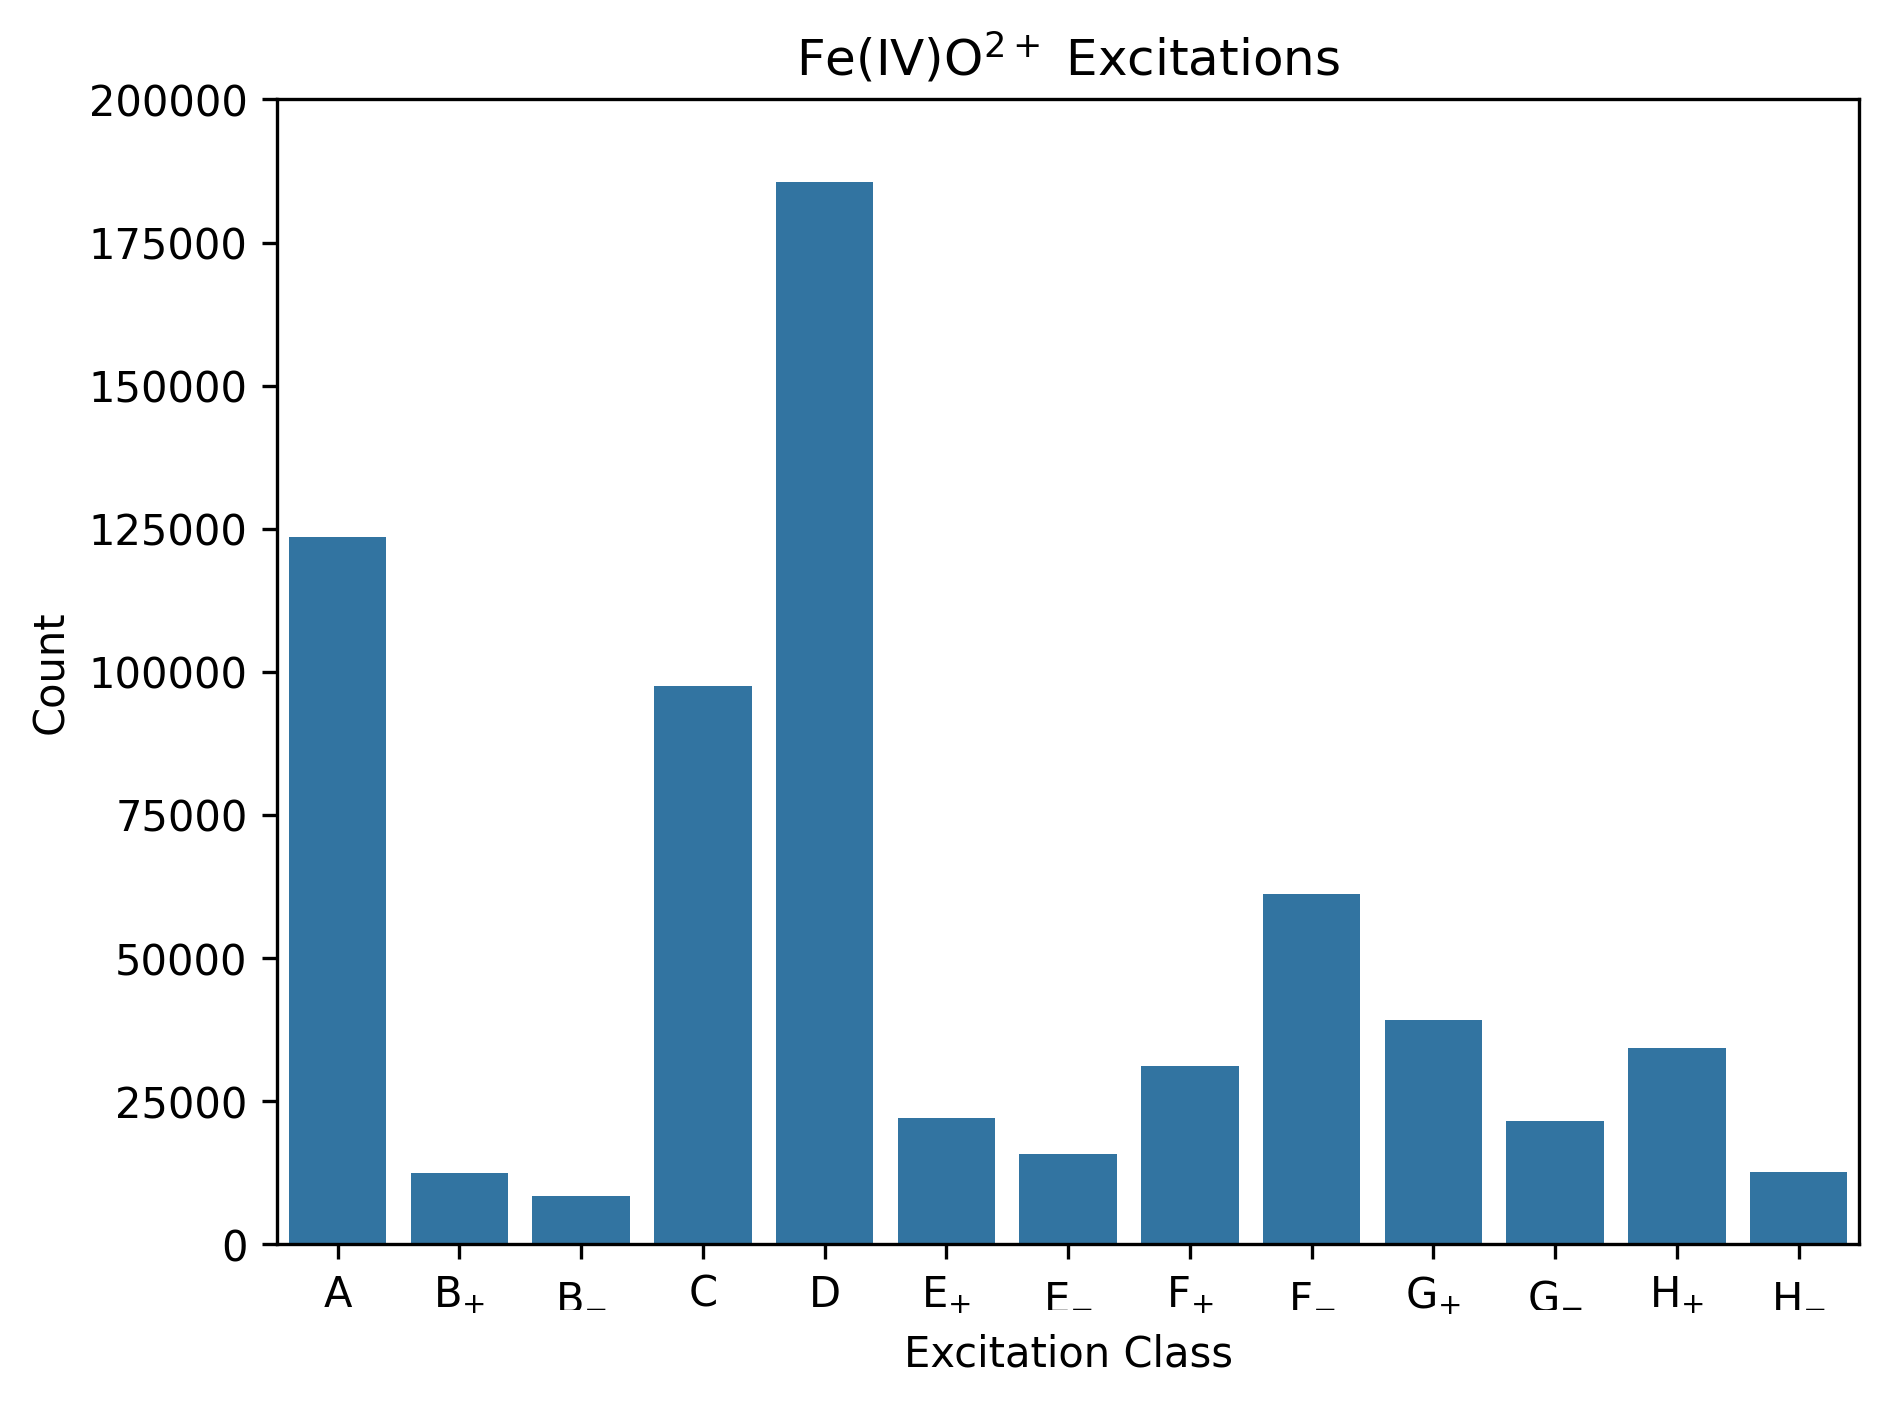 Fe(IV)O²⁺ Excitations
200000
175000
150000
125000
100000
75000
50000
25000
0
Count
A B₊ B₋ C D E₊ E₋ F₊ F₋ G₊ G₋ H₊ H₋
Excitation Class